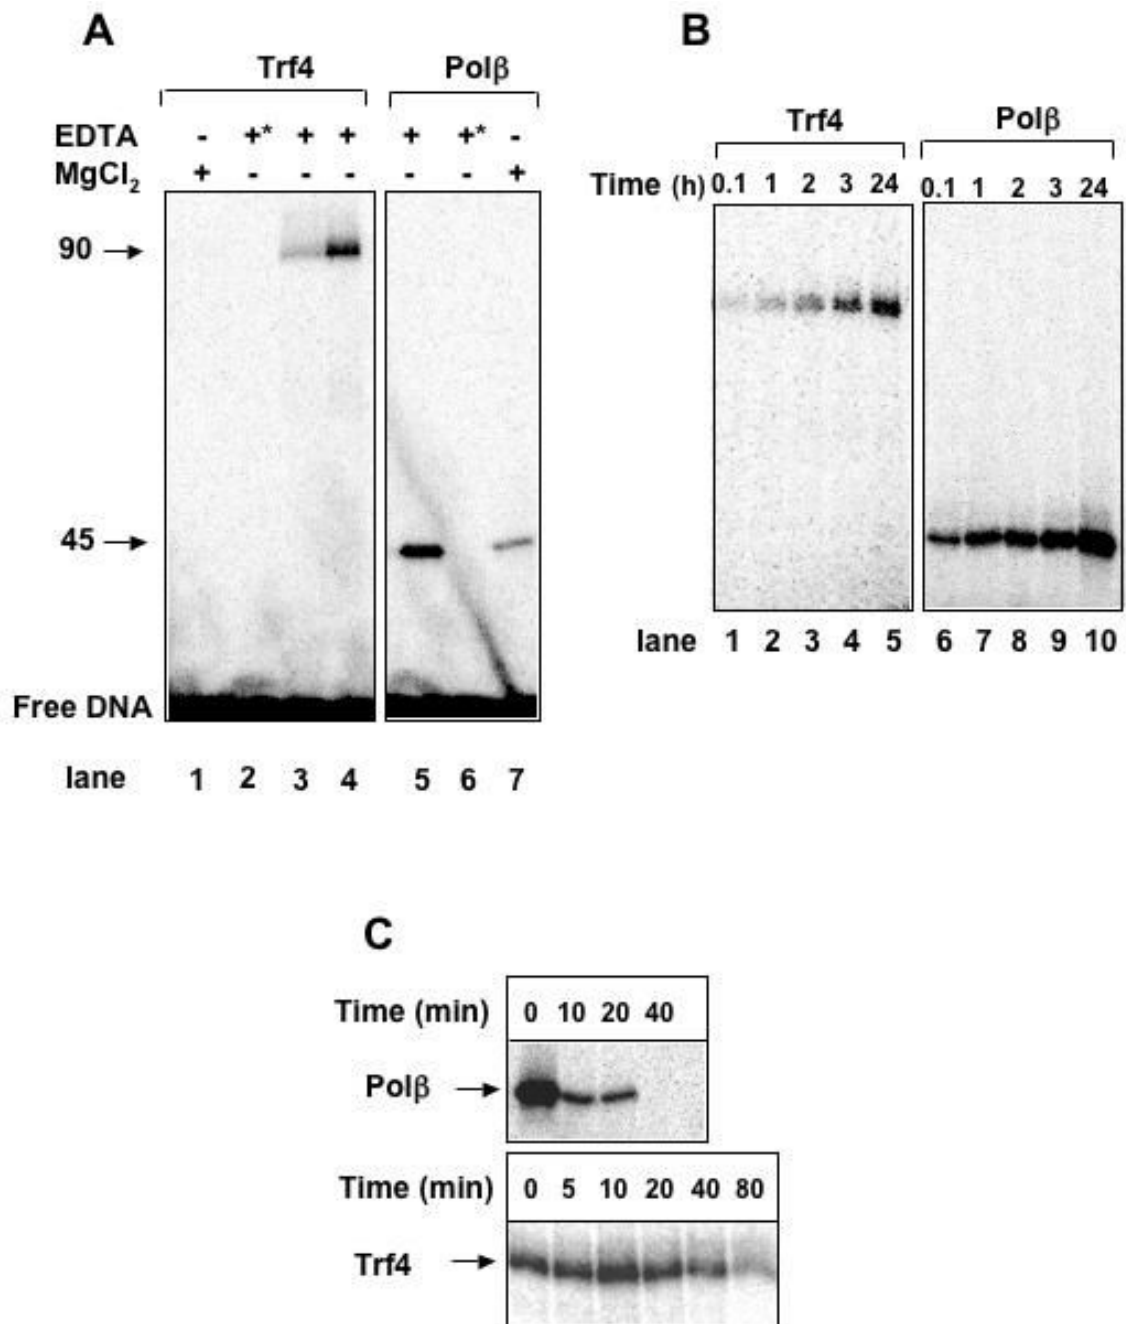 A
Trf4 Polβ
EDTA - +* + + + +* -
MgCl₂ + - - - - - +
90
45
Free DNA
lane 1 2 3 4 5 6 7
B
Trf4 Polβ
Time (h) 0.1 1 2 3 24 0.1 1 2 3 24
lane 1 2 3 4 5 6 7 8 9 10
C
Time (min) 0 10 20 40
Polβ
Time (min) 0 5 10 20 40 80
Trf4